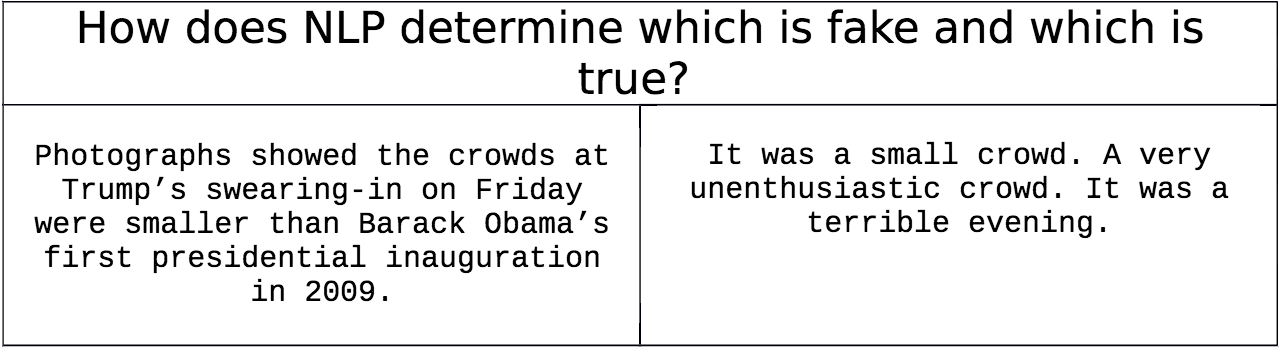 How does NLP determine which is fake and which is
true?
Photographs showed the crowds at
Trump’s swearing-in on Friday
were smaller than Barack Obama’s
first presidential inauguration
in 2009.
It was a small crowd. A very
unenthusiastic crowd. It was a
terrible evening.